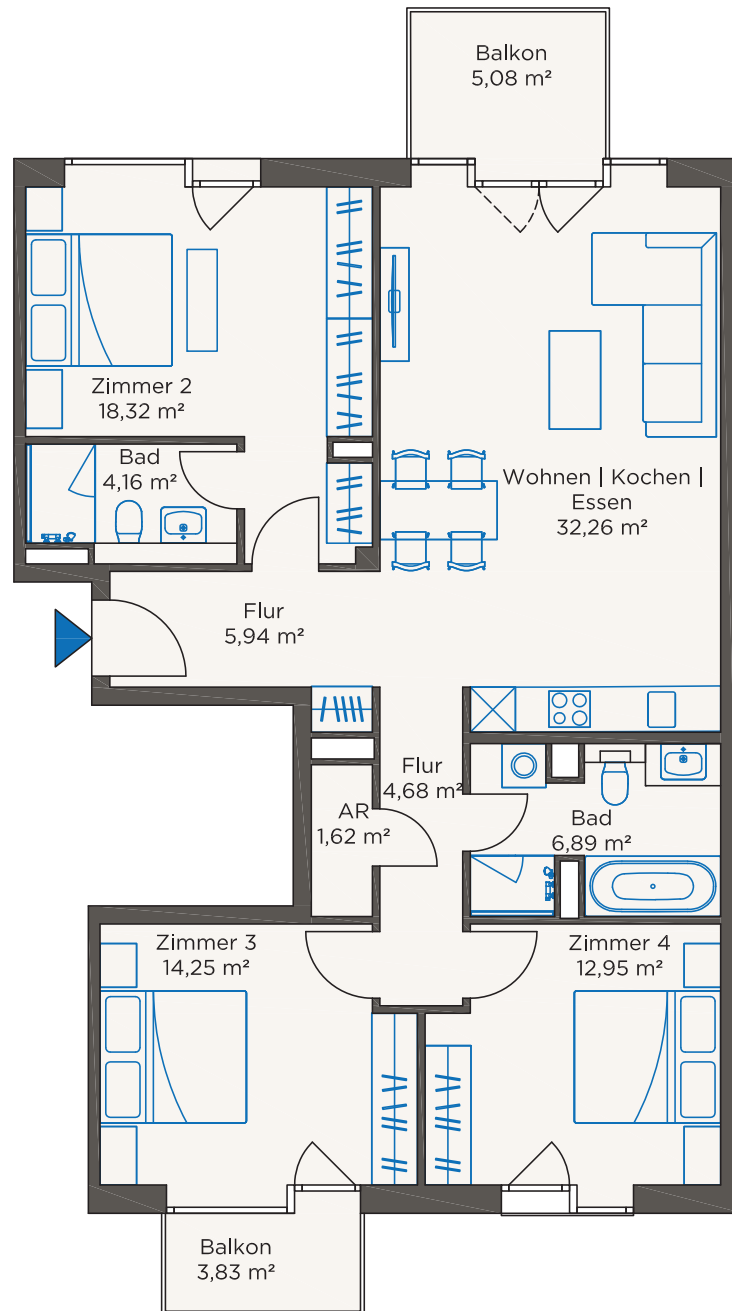 Balkon
5,08 m²
Zimmer 2
18,32 m²
Bad
4,16 m²
Wohnen | Kochen |
Essen
32,26 m²
Flur
5,94 m²
Flur
4,68 m²
AR
1,62 m²
Bad
6,89 m²
Zimmer 3
14,25 m²
Zimmer 4
12,95 m²
Balkon
3,83 m²